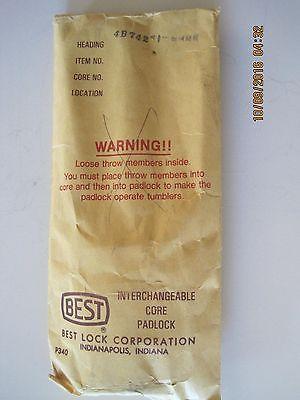 HEADING
ITEM NO.
CORE NO.
LOCATION
WARNING!!
Loose throw members inside.
You must place throw members into
core and then into padlock to make the
padlock operate tumblers.
BEST
®
INTERCHANGEABLE
CORE
PADLOCK
BEST LOCK CORPORATION
INDIANAPOLIS, INDIANA
P340
10/09/2016 04:32